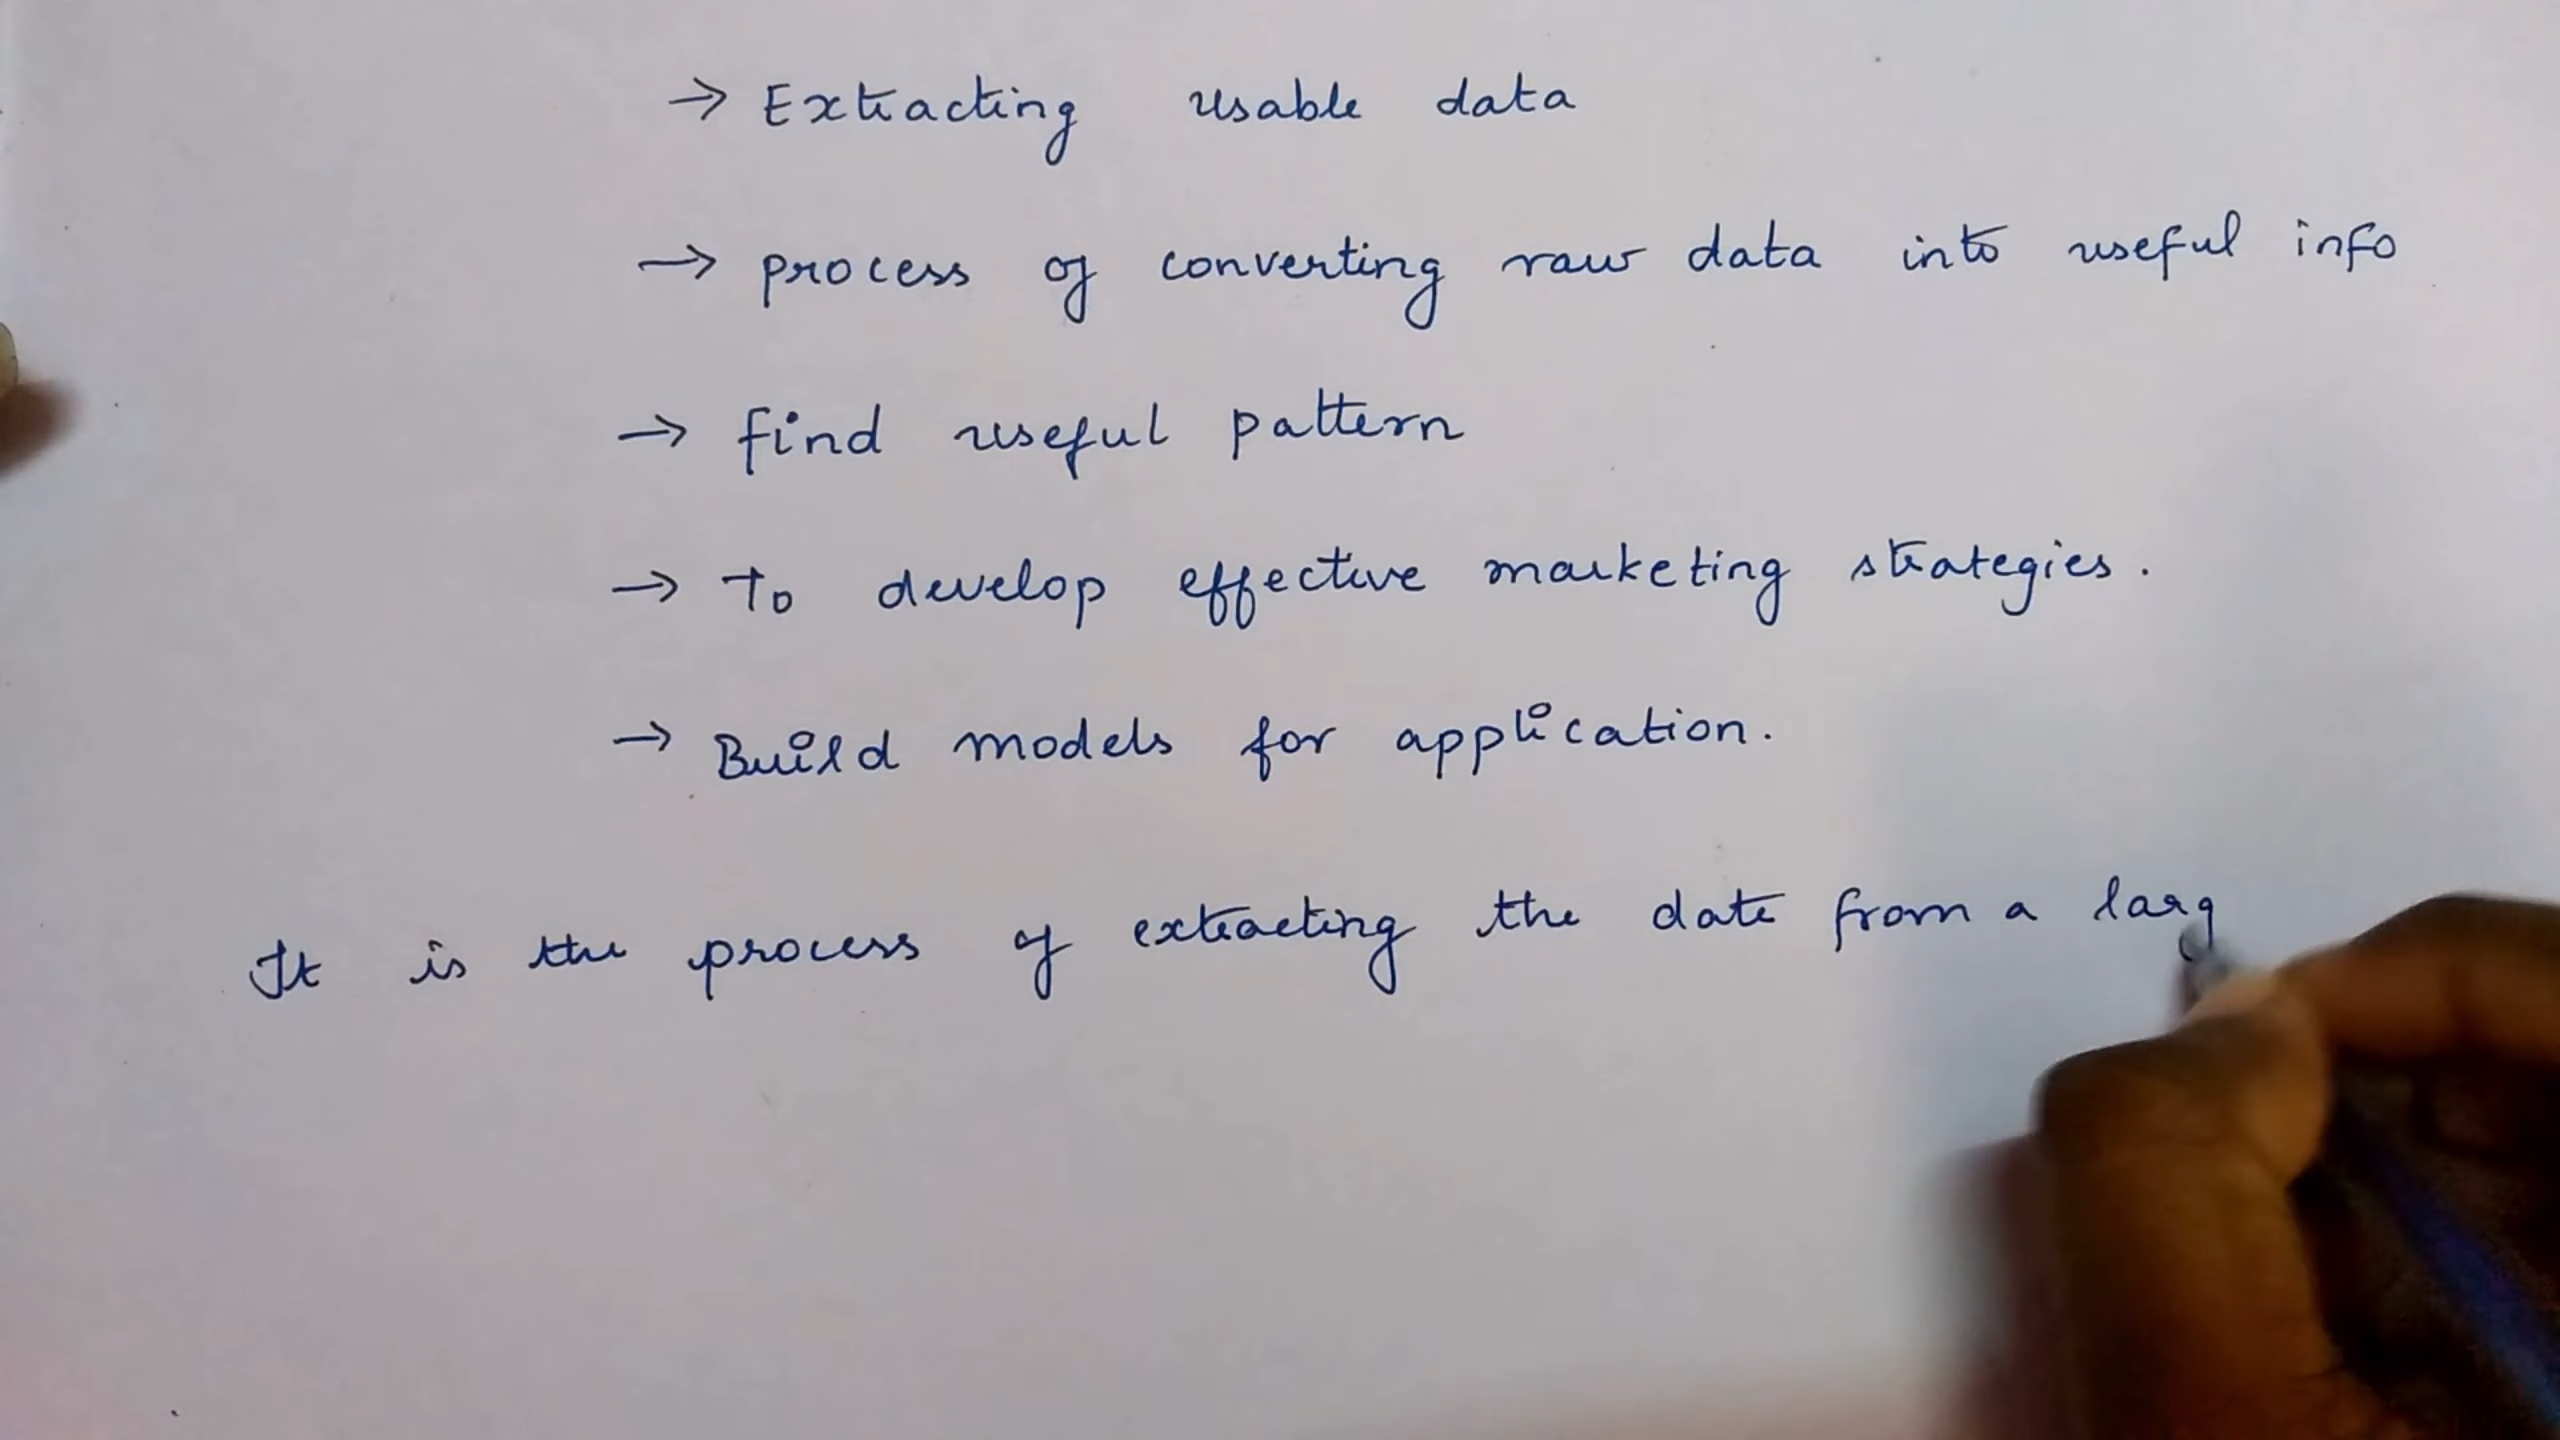 → Extracting usable data
→ process of converting raw data into useful info
→ find useful pattern
→ To develop effective marketing strategies.
→ Build models for application.
It is the process of extracting the date from a larg